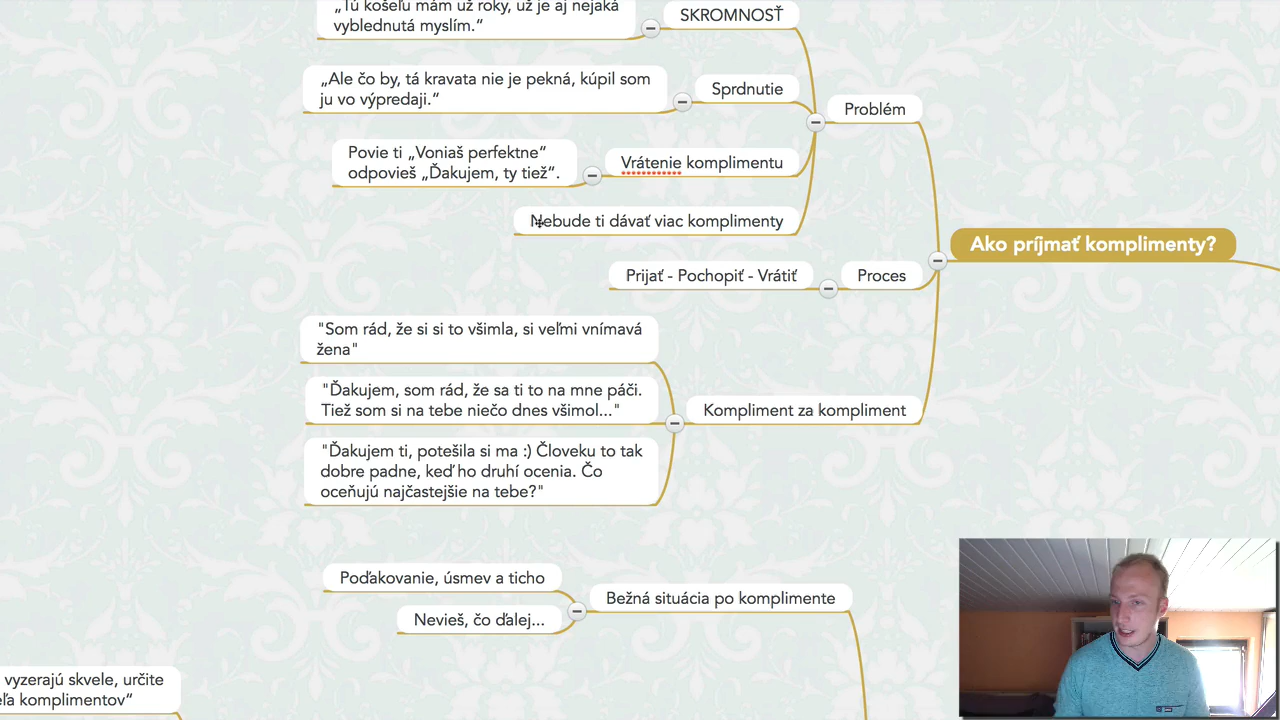 „Tú košeľu mám už roky, už je aj nejaká
vyblednutá myslím.“
SKROMNOSŤ
„Ale čo by, tá kravata nie je pekná, kúpil som
ju vo výpredaji.“
Sprdnutie
Problém
Povie ti „Voniaš perfektne“
odpovieš „Ďakujem, ty tiež“.
Vrátenie komplimentu
Nebude ti dávať viac komplimenty
Ako príjmať komplimenty?
Prijať - Pochopiť - Vrátiť
Proces
"Som rád, že si si to všimla, si veľmi vnímavá
žena"
"Ďakujem, som rád, že sa ti to na mne páči.
Tiež som si na tebe niečo dnes všimol..."
Kompliment za kompliment
"Ďakujem ti, potešila si ma :) Človeku to tak
dobre padne, keď ho druhí ocenia. Čo
oceňujú najčastejšie na tebe?"
Poďakovanie, úsmev a ticho
Bežná situácia po komplimente
Nevieš, čo ďalej...
vyzerajú skvele, určite
komplimentov“